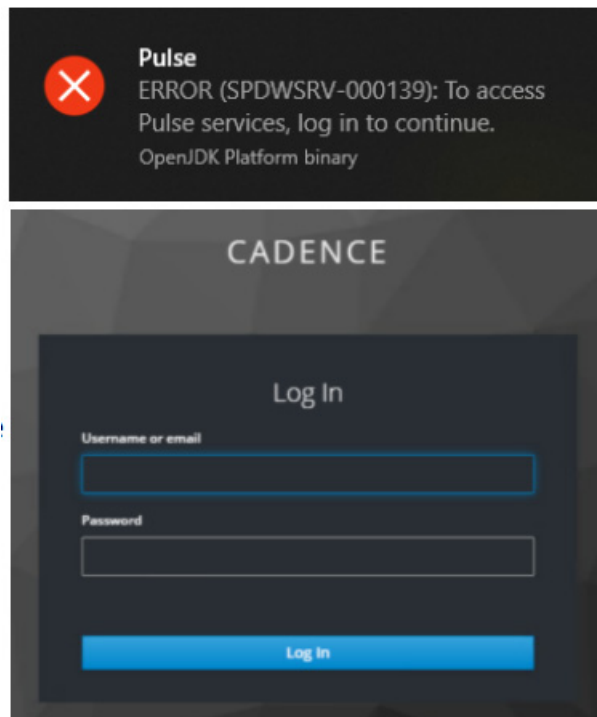 Pulse
ERROR (SPDWSRV-000139): To access
Pulse services, log in to continue.
OpenJDK Platform binary
CADENCE
Log In
Username or email
Password
Log In